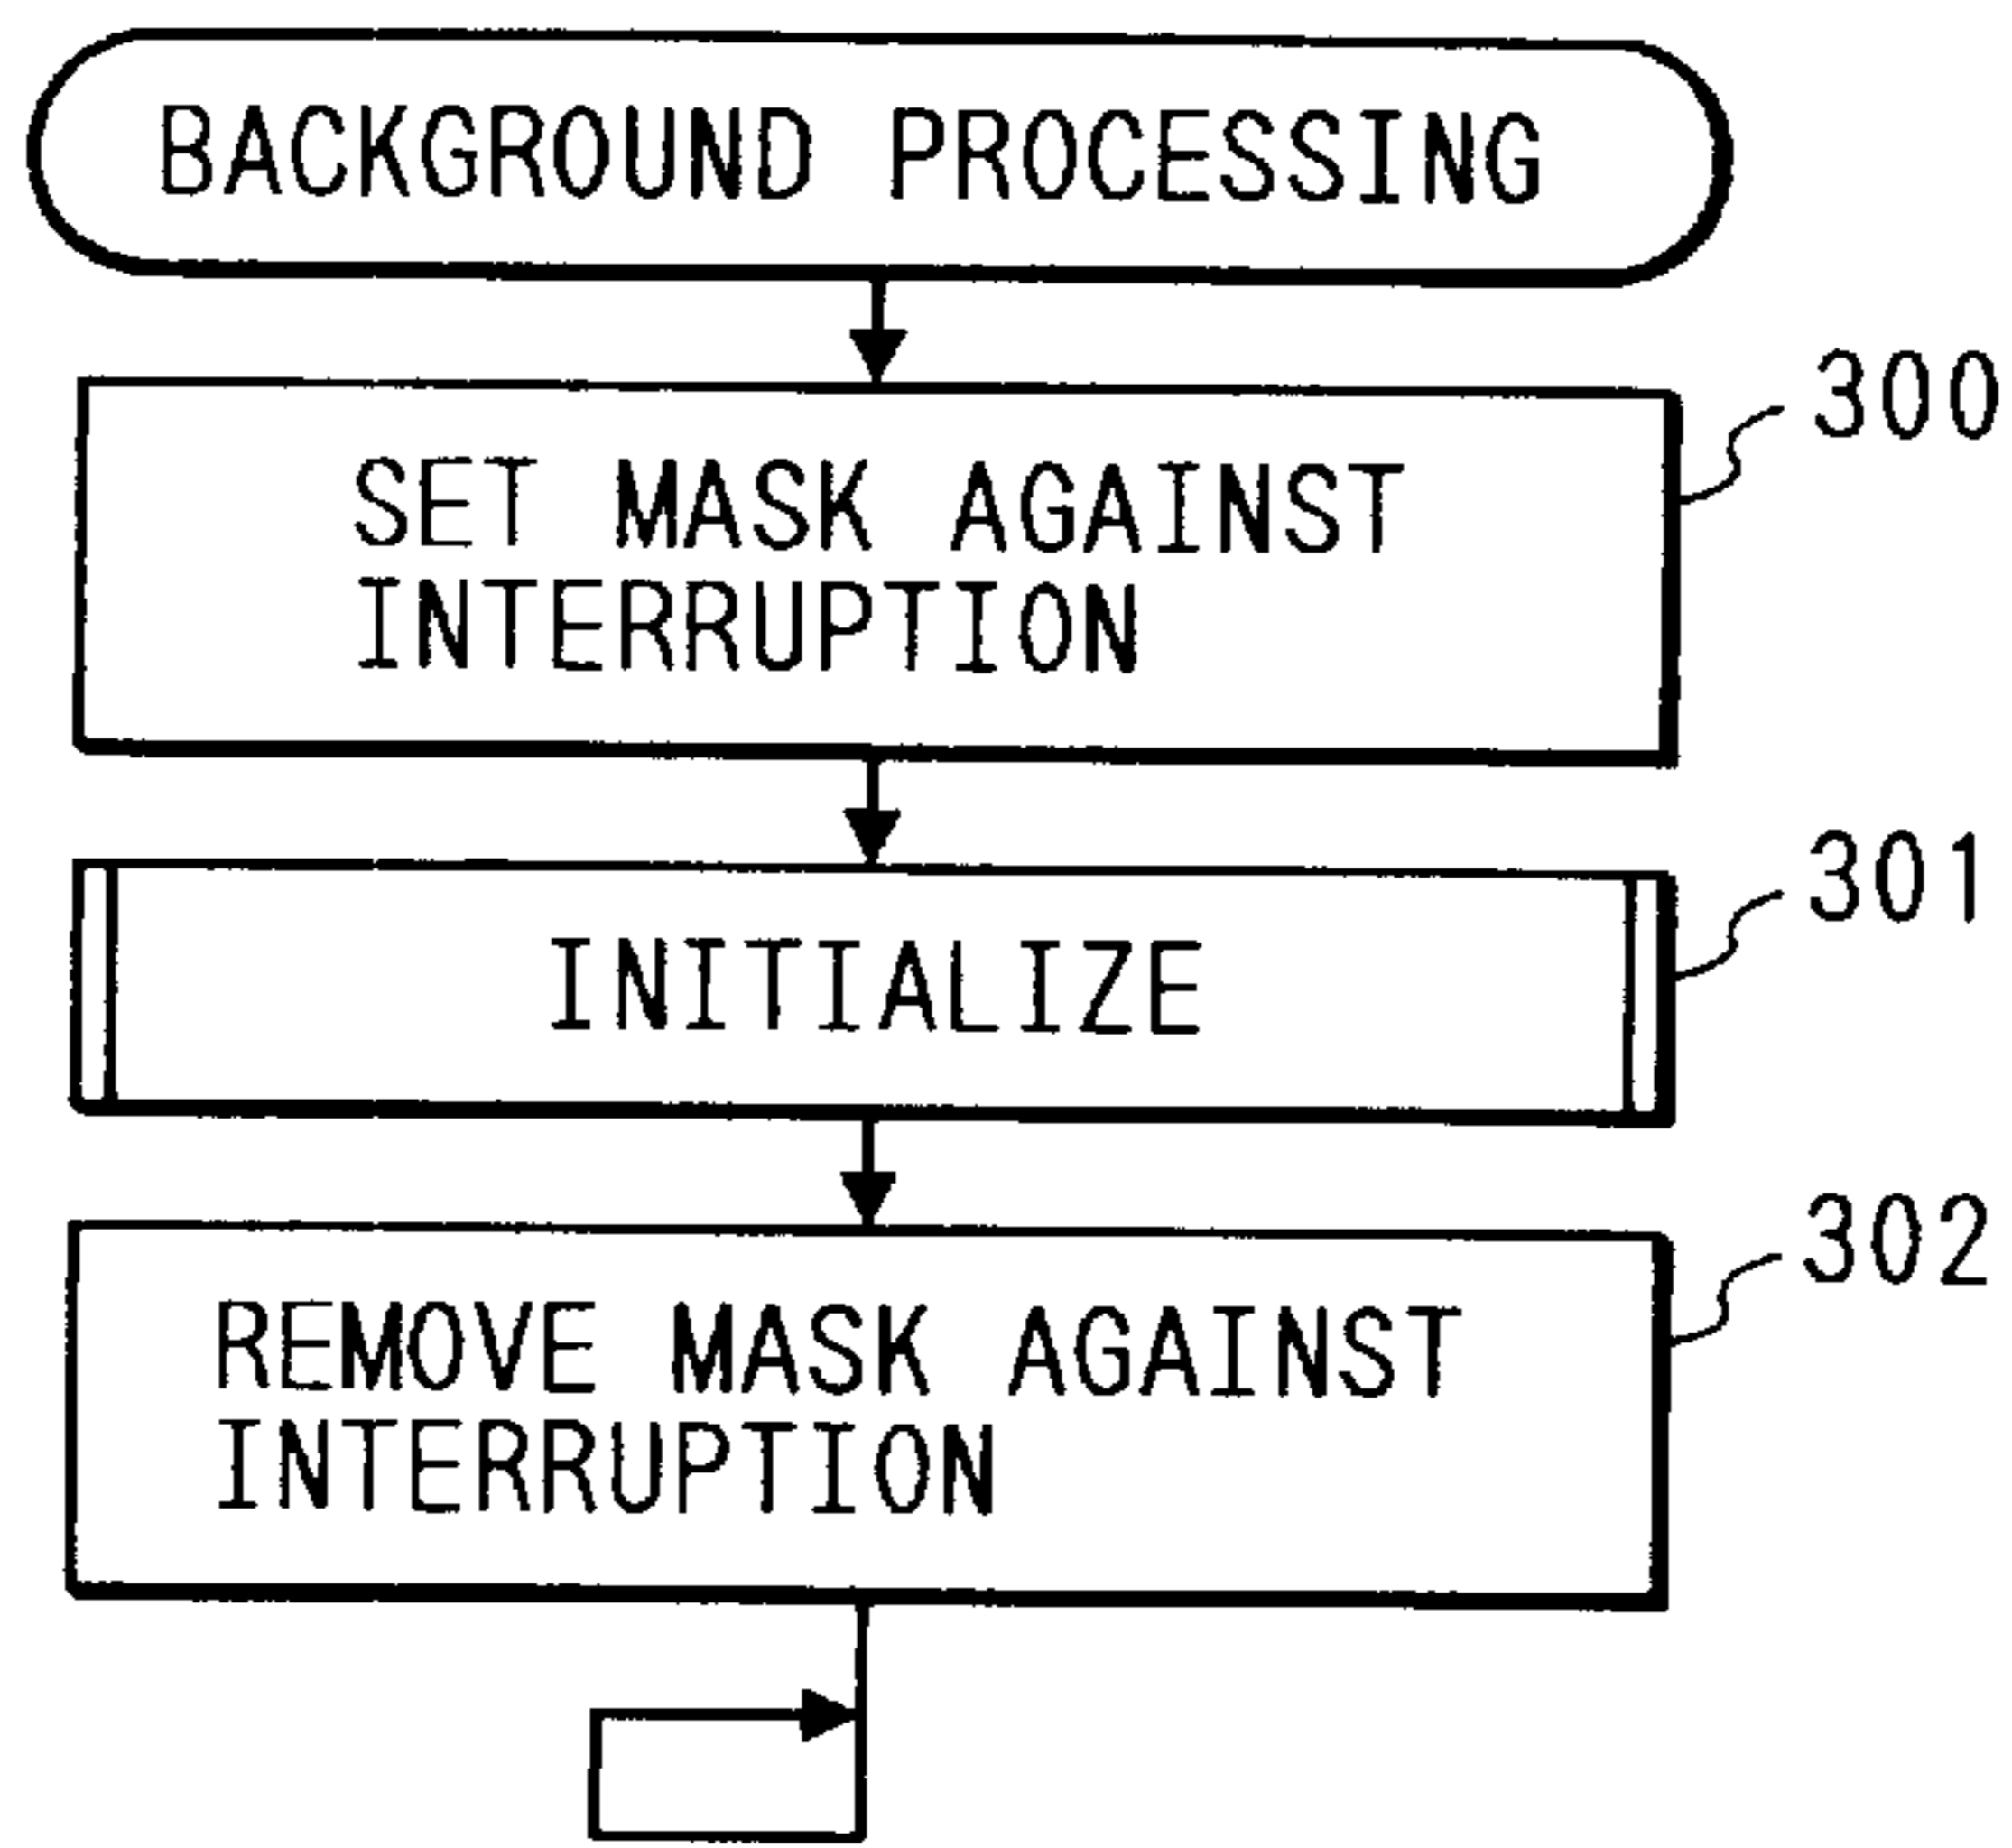 BACKGROUND PROCESSING
300
SET MASK AGAINST
INTERRUPTION
301
INITIALIZE
302
REMOVE MASK AGAINST
INTERRUPTION